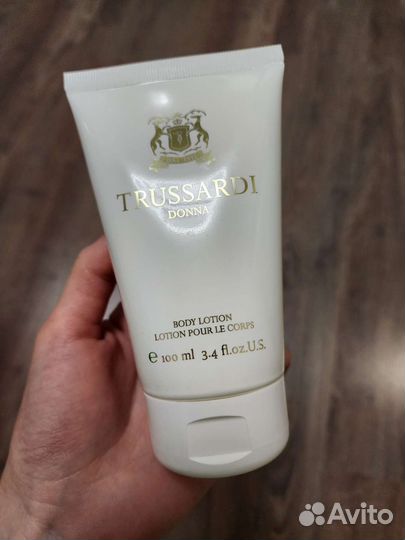 TRUSSARDI
DONNA
BODY LOTION
LOTION POUR LE CORPS
e 100 ml 3.4 fl.oz.U.S.
Avito